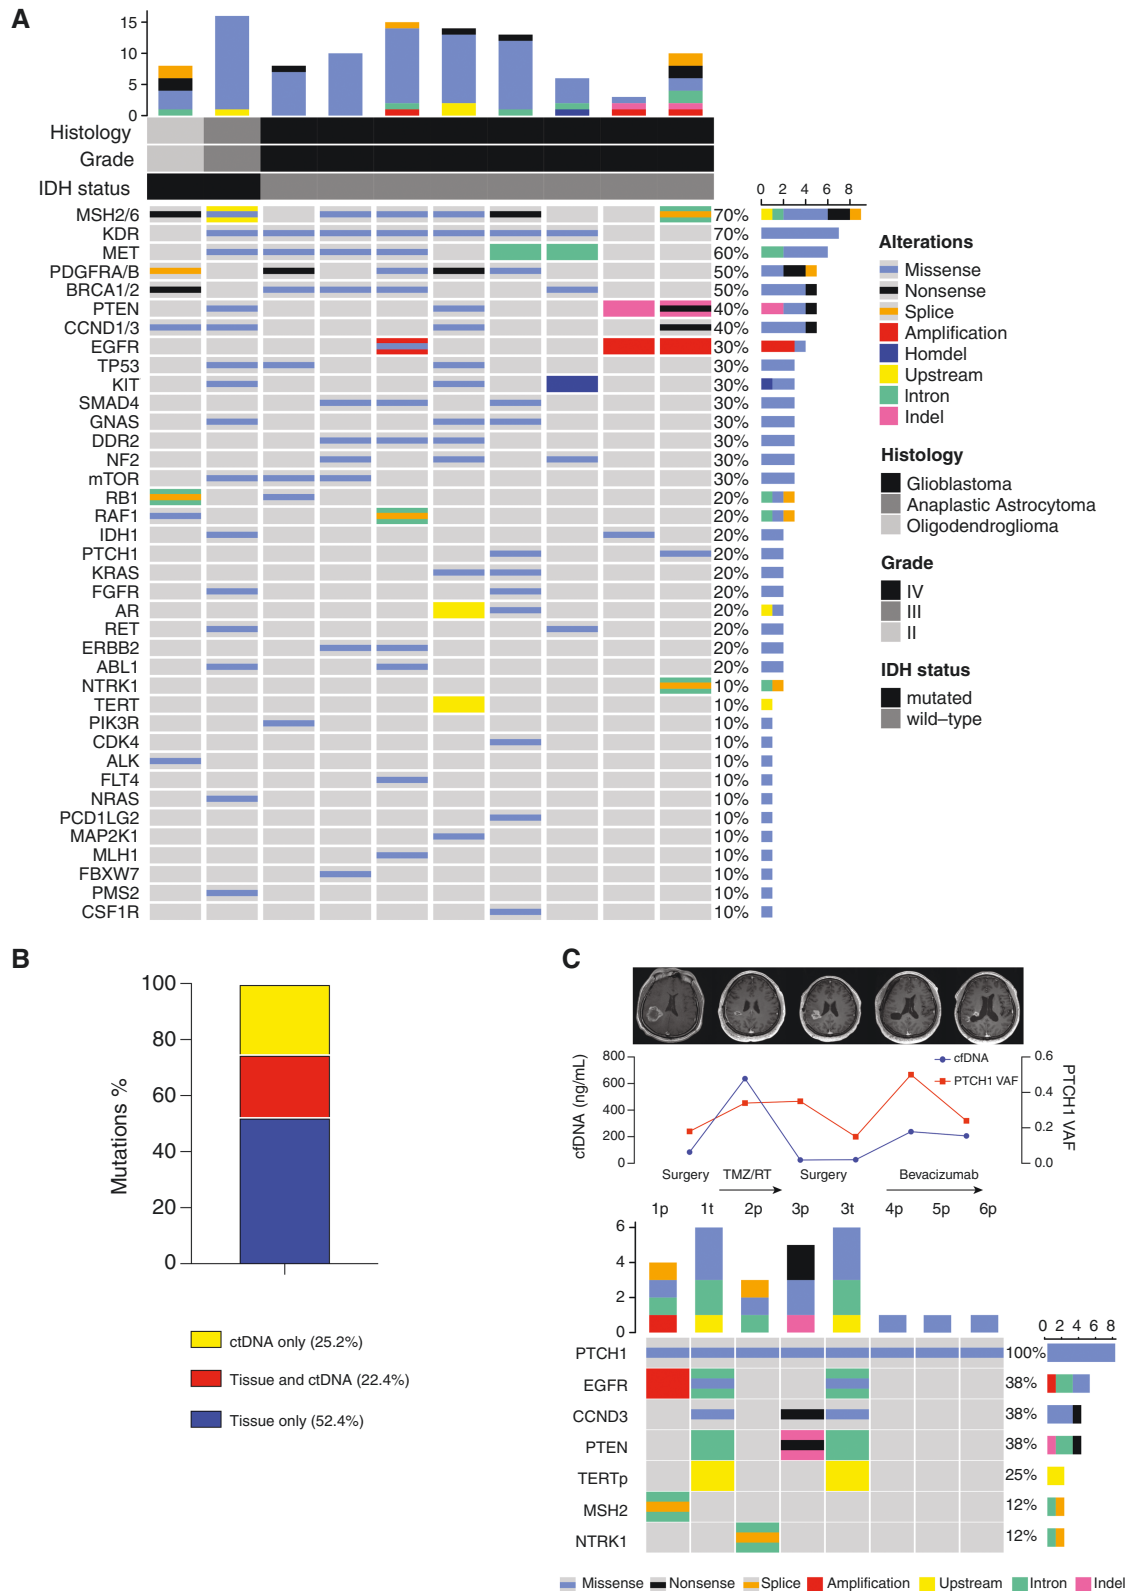 A
15
10
5
0
Histology
Grade
IDH status
0 2 4 6 8
MSH2/6 70%
KDR 70%
MET 60%
PDGFRA/B 50%
BRCA1/2 50%
PTEN 40%
CCND1/3 40%
EGFR 30%
TP53 30%
KIT 30%
SMAD4 30%
GNAS 30%
DDR2 30%
NF2 30%
mTOR 30%
RB1 20%
RAF1 20%
IDH1 20%
PTCH1 20%
KRAS 20%
FGFR 20%
AR 20%
RET 20%
ERBB2 20%
ABL1 20%
NTRK1 10%
TERT 10%
PIK3R 10%
CDK4 10%
ALK 10%
FLT4 10%
NRAS 10%
PCD1LG2 10%
MAP2K1 10%
MLH1 10%
FBXW7 10%
PMS2 10%
CSF1R 10%
Alterations
Missense
Nonsense
Splice
Amplification
Homdel
Upstream
Intron
Indel
Histology
Glioblastoma
Anaplastic Astrocytoma
Oligodendroglioma
Grade
IV
III
II
IDH status
mutated
wild–type
B
Mutations %
100
80
60
40
20
0
ctDNA only (25.2%)
Tissue and ctDNA (22.4%)
Tissue only (52.4%)
C
cfDNA (ng/mL)
800
600
400
200
0
cfDNA
PTCH1 VAF
0.6
0.4
0.2
0.0
PTCH1 VAF
Surgery TMZ/RT Surgery Bevacizumab
1p 1t 2p 3p 3t 4p 5p 6p
6
4
2
0
0 2 4 6 8
PTCH1 100%
EGFR 38%
CCND3 38%
PTEN 38%
TERTp 25%
MSH2 12%
NTRK1 12%
Missense Nonsense Splice Amplification Upstream Intron Indel